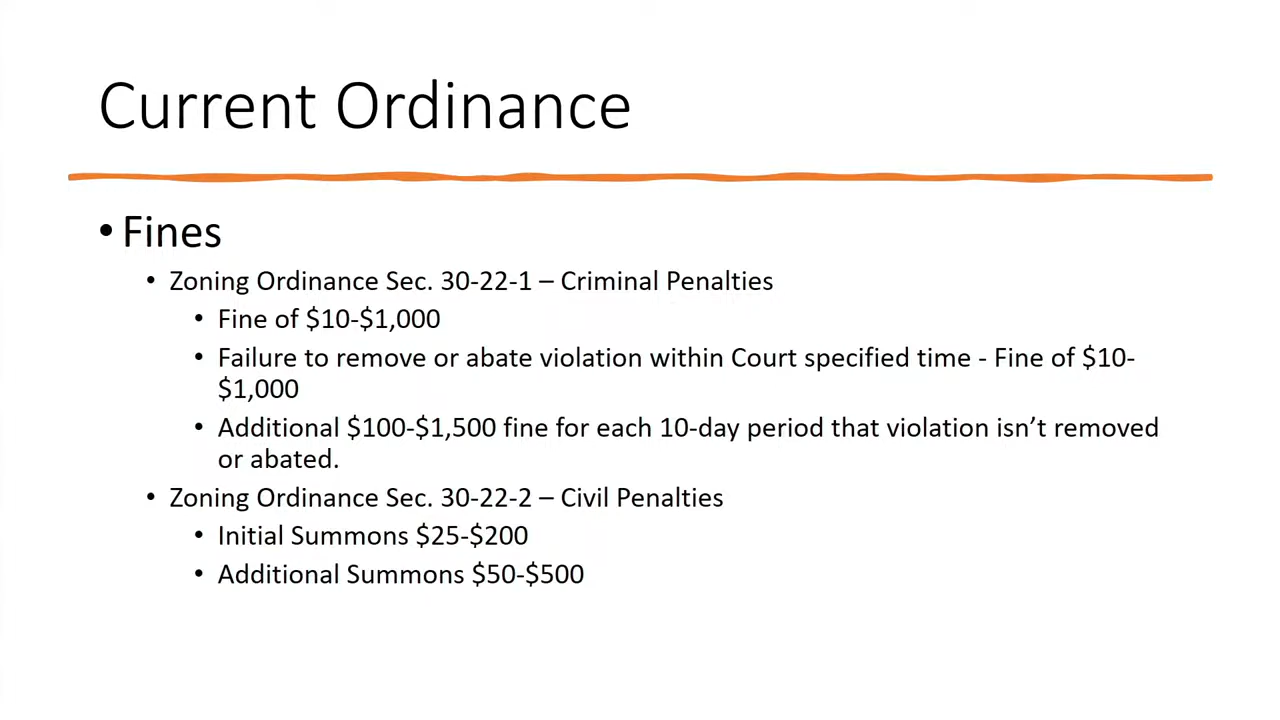 Current Ordinance
• Fines
• Zoning Ordinance Sec. 30-22-1 – Criminal Penalties
• Fine of $10-$1,000
• Failure to remove or abate violation within Court specified time - Fine of $10-
$1,000
• Additional $100-$1,500 fine for each 10-day period that violation isn’t removed
or abated.
• Zoning Ordinance Sec. 30-22-2 – Civil Penalties
• Initial Summons $25-$200
• Additional Summons $50-$500